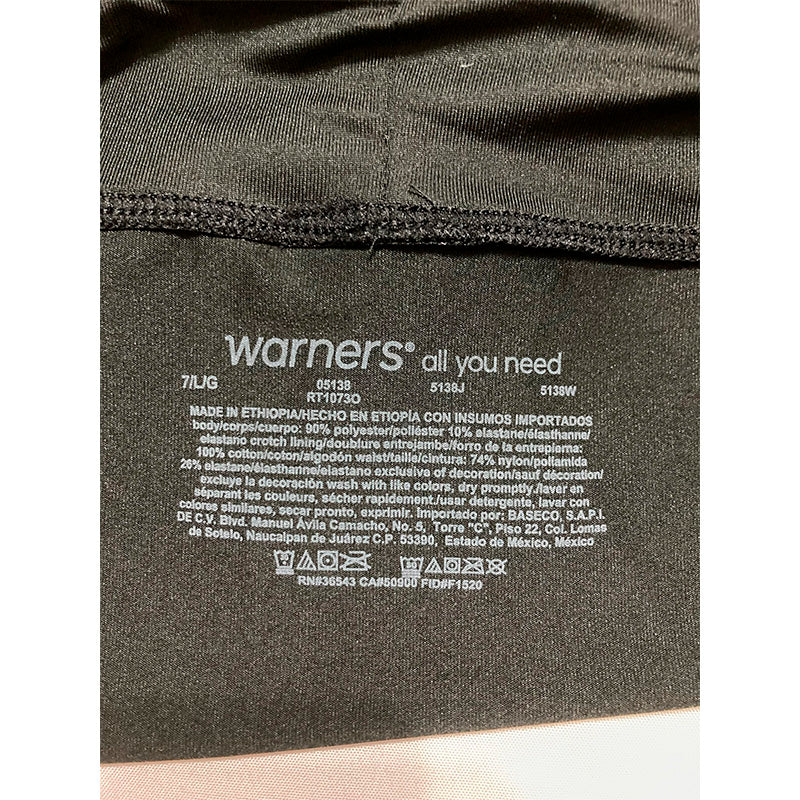 warners® all you need
7/L/G 05138 5138J 5138W
RT1073O
MADE IN ETHIOPIA/HECHO EN ETIOPÍA CON INSUMOS IMPORTADOS
body/corps/cuerpo: 90% polyester/poliéster 10% elastane/élasthanne/
elastano crotch lining/doublure entrejambe/forro de la entrepierna:
100% cotton/coton/algodón waist/taille/cintura: 74% nylon/poliamida
26% elastane/élasthanne/elastano exclusive of decoration/sauf décoration/
excluye la decoración wash with like colors, dry promptly./laver en
séparant les couleurs, sécher rapidement./usar detergente, lavar con
colores similares, secar pronto, exprimir. Importado por: BASECO, S.A.P.I.
DE C.V. Blvd. Manuel Ávila Camacho, No. 5, Torre "C", Piso 22, Col. Lomas
de Sotelo, Naucalpan de Juárez C.P. 53390, Estado de México, México
RN#36543 CA#50900 FID#F1520